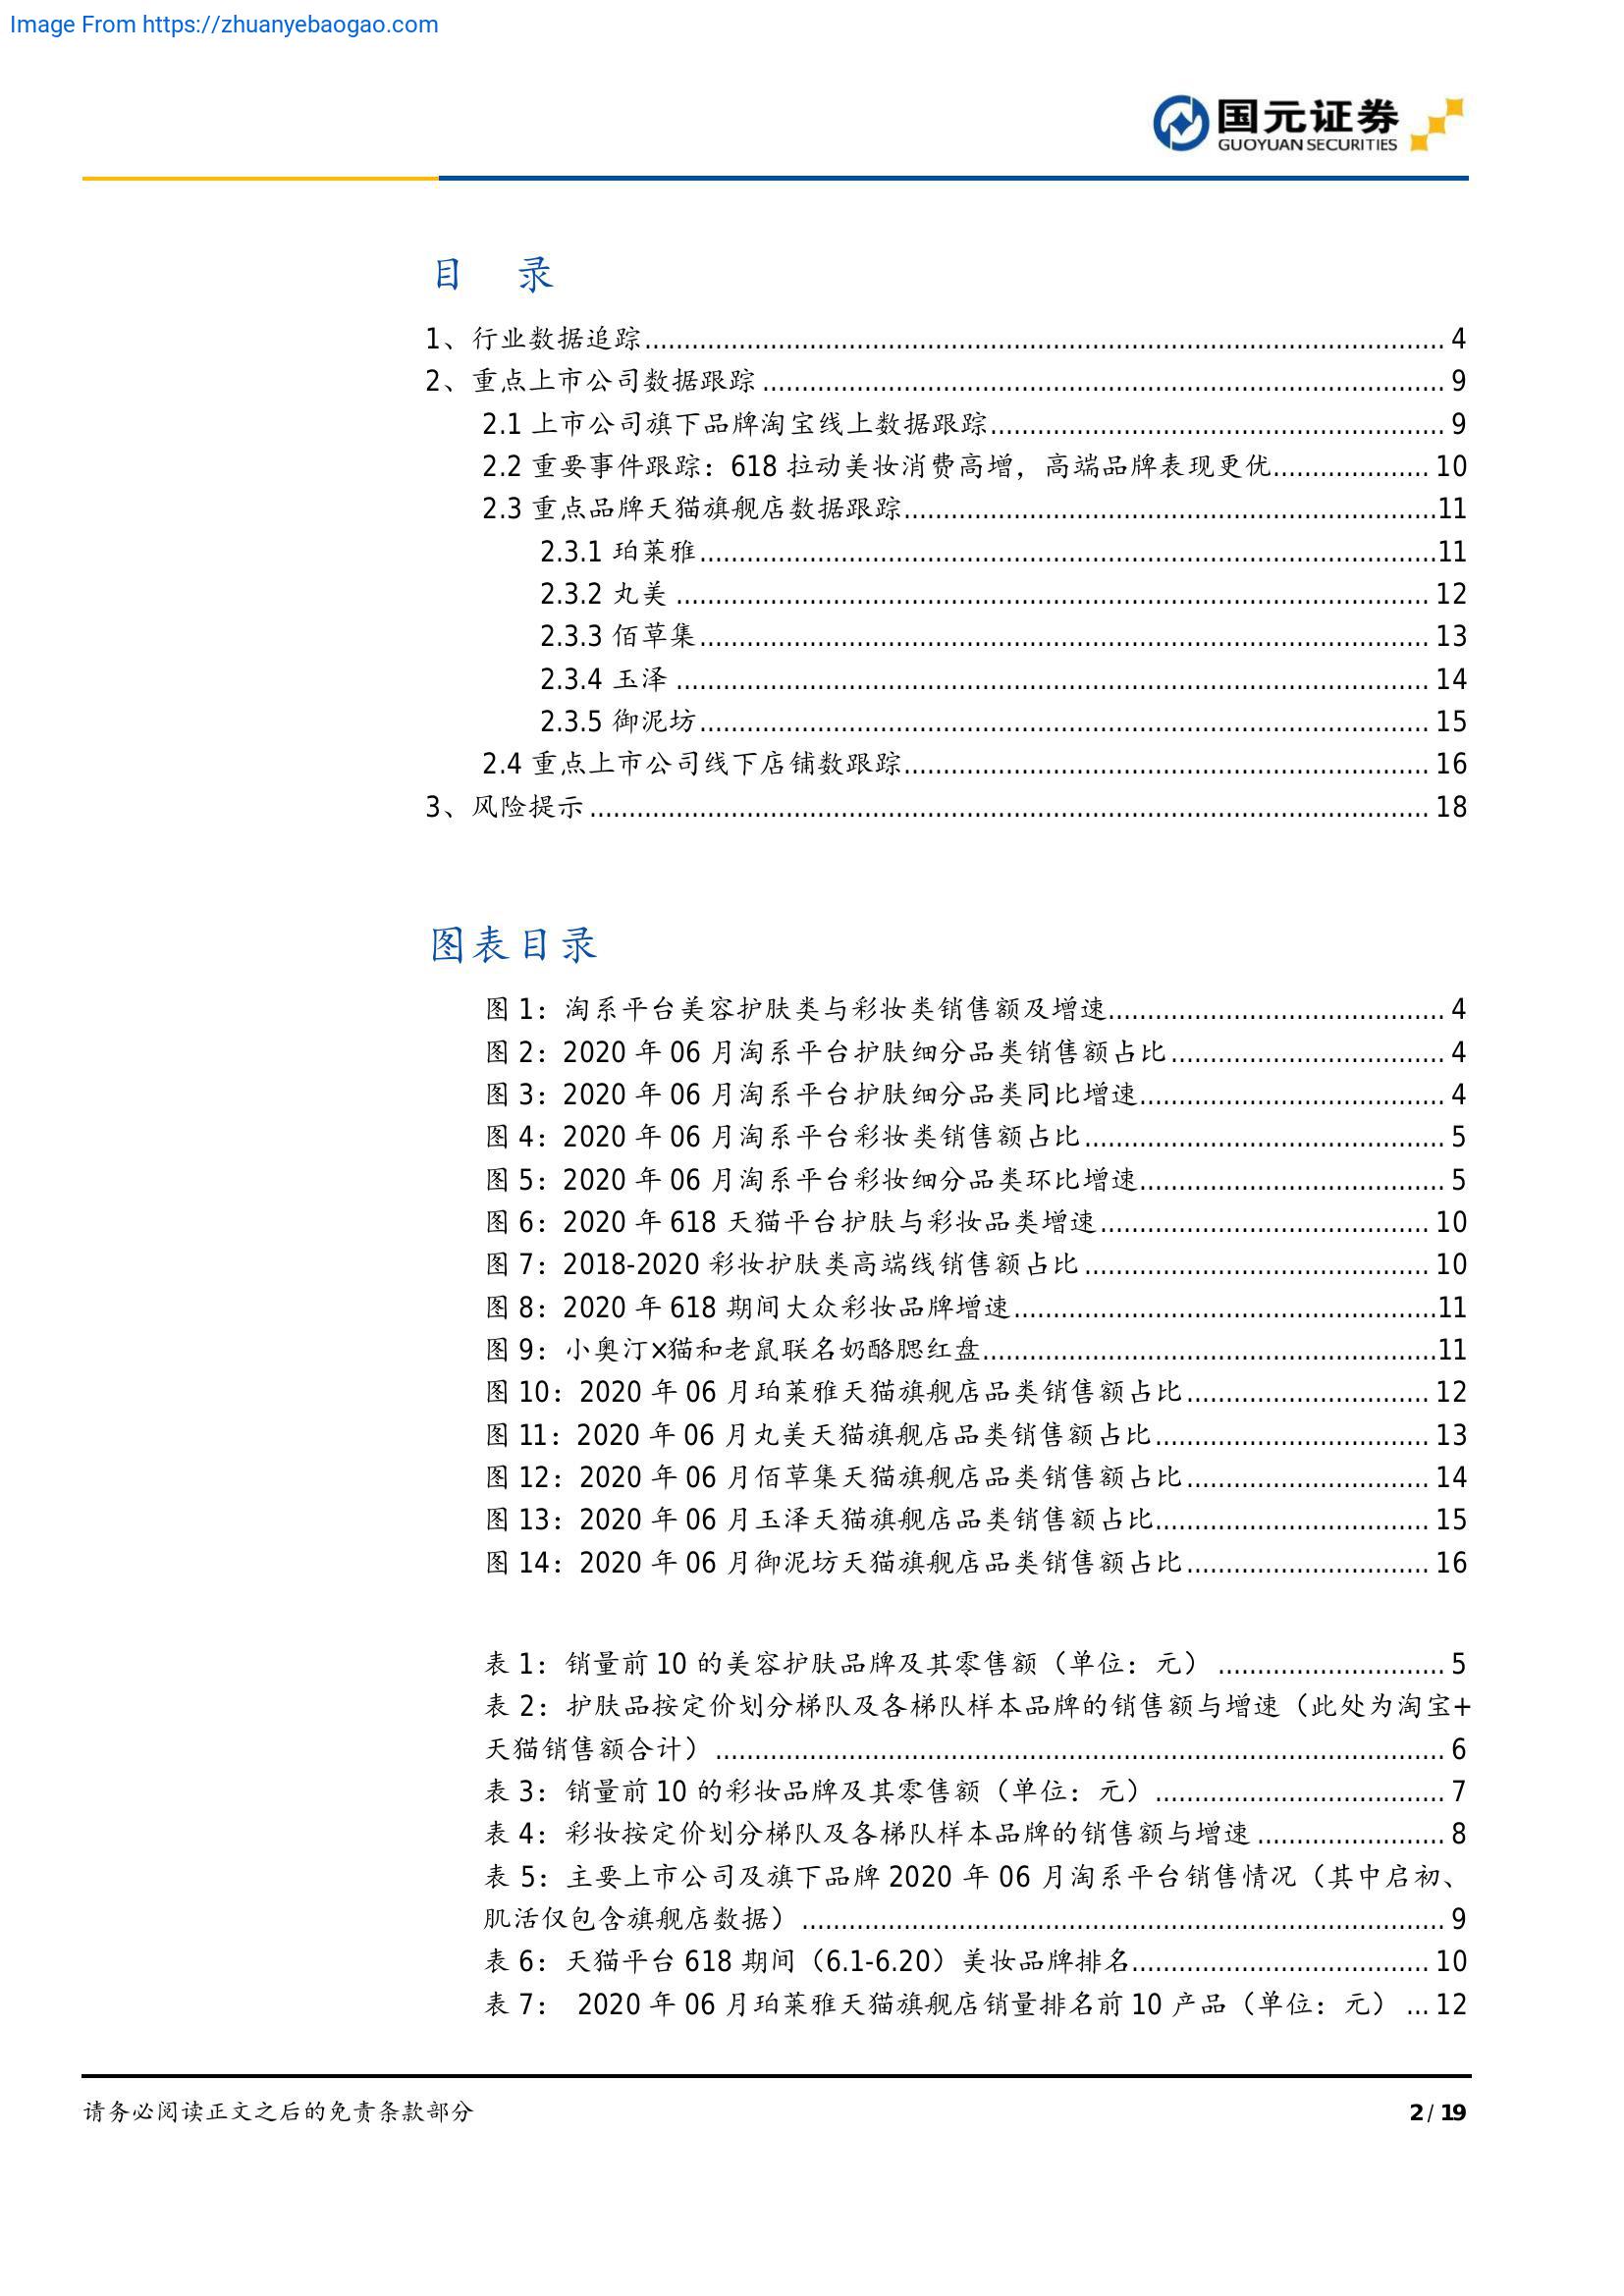 Image From https://zhuanyebaogao.com
国元证券
GUOYUAN SECURITIES
目 录
1、行业数据追踪........ 4
2、重点上市公司数据跟踪........ 9
2.1 上市公司旗下品牌淘宝线上数据跟踪........ 9
2.2 重要事件跟踪：618 拉动美妆消费高增，高端品牌表现更优........ 10
2.3 重点品牌天猫旗舰店数据跟踪........ 11
2.3.1 珀莱雅........ 11
2.3.2 丸美........ 12
2.3.3 佰草集........ 13
2.3.4 玉泽........ 14
2.3.5 御泥坊........ 15
2.4 重点上市公司线下店铺数跟踪........ 16
3、风险提示........ 18
图表目录
图 1：淘系平台美容护肤类与彩妆类销售额及增速........ 4
图 2：2020 年 06 月淘系平台护肤细分品类销售额占比........ 4
图 3：2020 年 06 月淘系平台护肤细分品类同比增速........ 4
图 4：2020 年 06 月淘系平台彩妆类销售额占比........ 5
图 5：2020 年 06 月淘系平台彩妆细分品类环比增速........ 5
图 6：2020 年 618 天猫平台护肤与彩妆品类增速........ 10
图 7：2018-2020 彩妆护肤类高端线销售额占比........ 10
图 8：2020 年 618 期间大众彩妆品牌增速........ 11
图 9：小奥汀×猫和老鼠联名奶酪腮红盘........ 11
图 10：2020 年 06 月珀莱雅天猫旗舰店品类销售额占比........ 12
图 11：2020 年 06 月丸美天猫旗舰店品类销售额占比........ 13
图 12：2020 年 06 月佰草集天猫旗舰店品类销售额占比........ 14
图 13：2020 年 06 月玉泽天猫旗舰店品类销售额占比........ 15
图 14：2020 年 06 月御泥坊天猫旗舰店品类销售额占比........ 16
表 1：销量前 10 的美容护肤品牌及其零售额（单位：元）........ 5
表 2：护肤品按定价划分梯队及各梯队样本品牌的销售额与增速（此处为淘宝+
天猫销售额合计）........ 6
表 3：销量前 10 的彩妆品牌及其零售额（单位：元）........ 7
表 4：彩妆按定价划分梯队及各梯队样本品牌的销售额与增速........ 8
表 5：主要上市公司及旗下品牌 2020 年 06 月淘系平台销售情况（其中启初、
肌活仅包含旗舰店数据）........ 9
表 6：天猫平台 618 期间（6.1-6.20）美妆品牌排名........ 10
表 7： 2020 年 06 月珀莱雅天猫旗舰店销量排名前 10 产品（单位：元）... 12
请务必阅读正文之后的免责条款部分
2 / 19